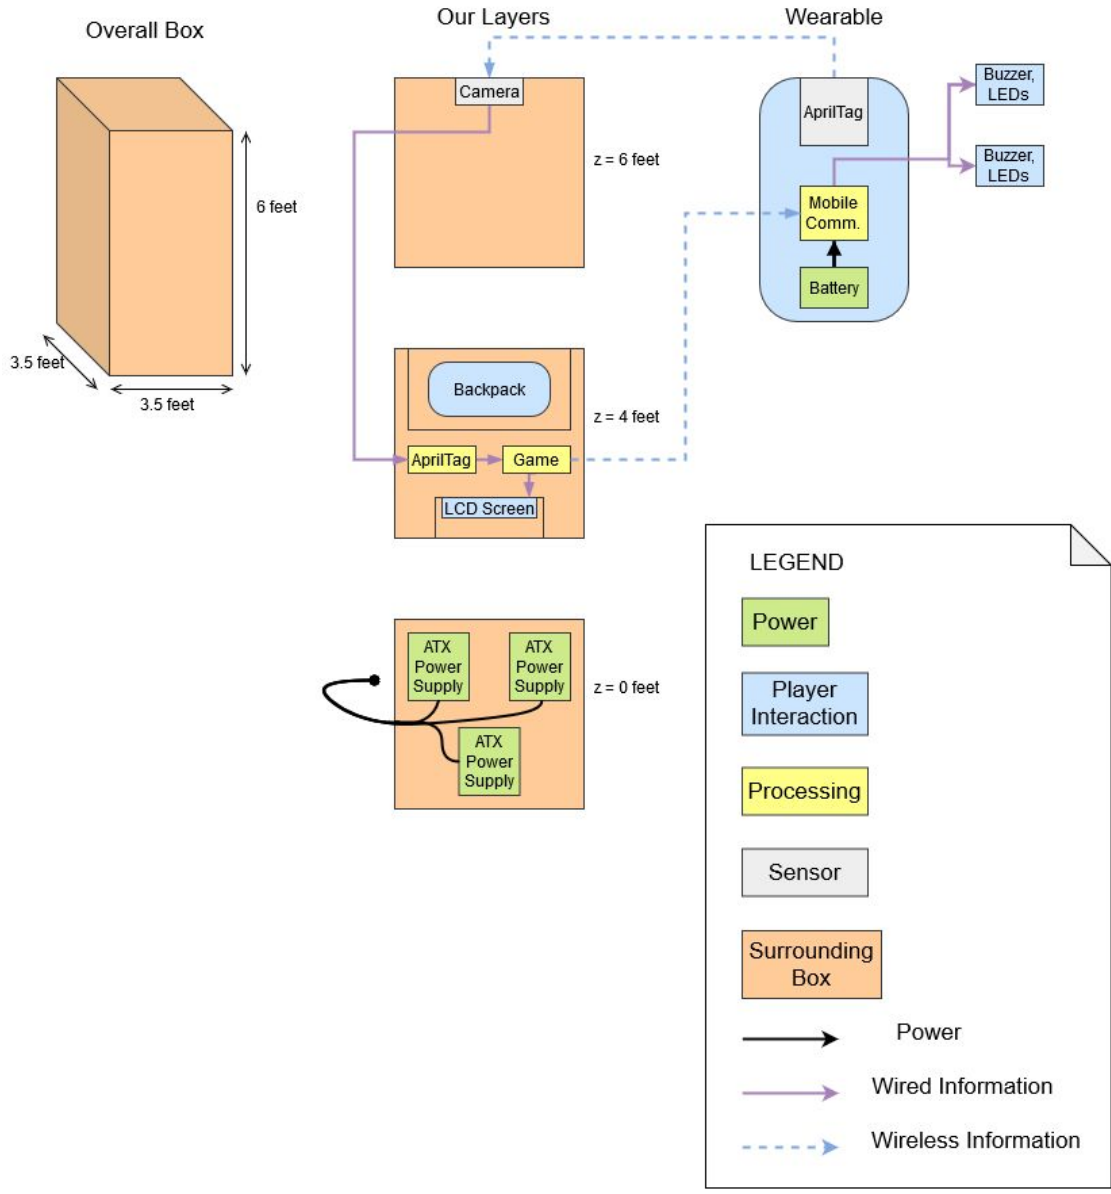 Overall Box
Our Layers
Wearable
Camera
z = 6 feet
AprilTag
Buzzer,
LEDs
Buzzer,
LEDs
Mobile
Comm.
Battery
6 feet
3.5 feet
3.5 feet
Backpack
z = 4 feet
AprilTag
Game
LCD Screen
ATX
Power
Supply
ATX
Power
Supply
z = 0 feet
ATX
Power
Supply
LEGEND
Power
Player
Interaction
Processing
Sensor
Surrounding
Box
Power
Wired Information
Wireless Information